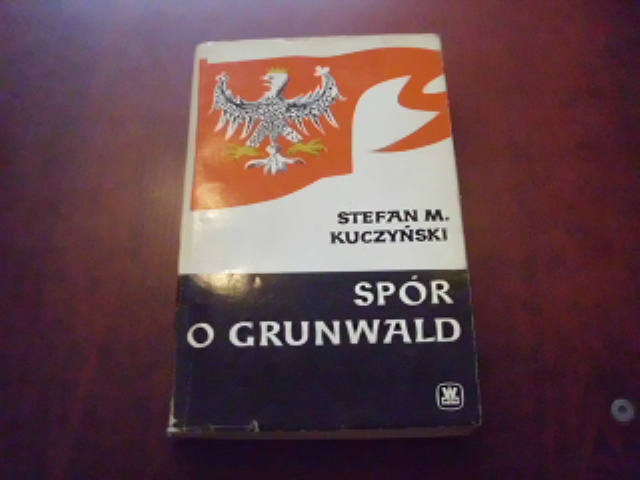 STEFAN M.
KUCZYŃSKI
SPÓR
O GRUNWALD